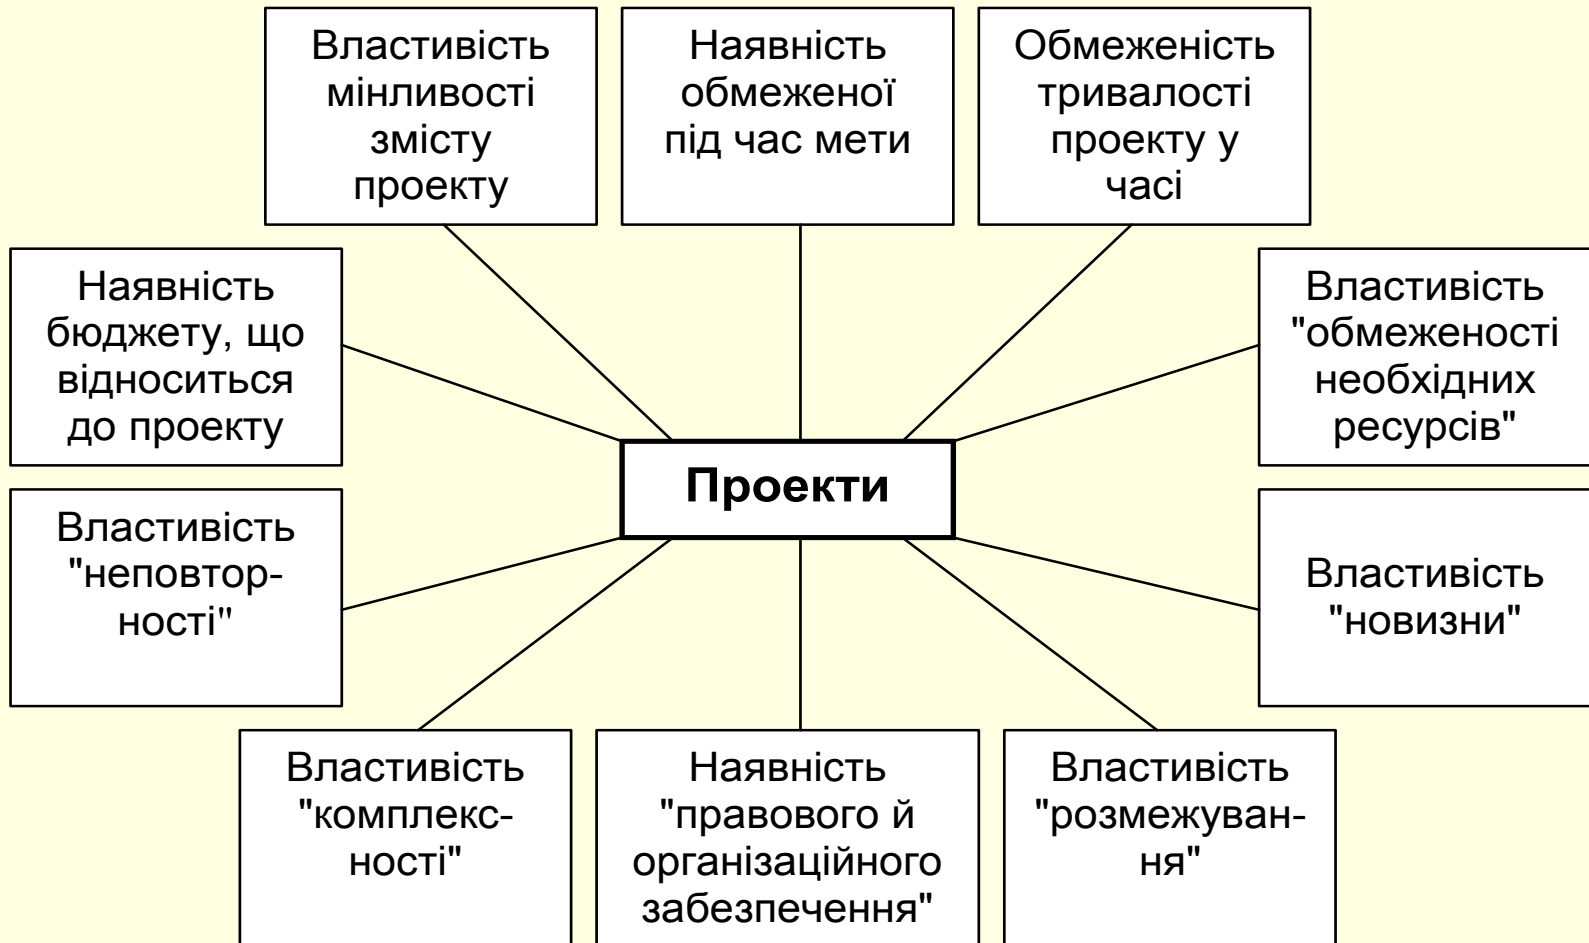 Властивість
мінливості
змісту
проекту
Наявність
обмеженої
під час мети
Обмеженість
тривалості
проекту у
часі
Наявність
бюджету, що
відноситься
до проекту
Властивість
"обмеженості
необхідних
ресурсів"
Проекти
Властивість
"неповтор-
ності"
Властивість
"новизни"
Властивість
"комплекс-
ності"
Наявність
"правового й
організаційного
забезпечення"
Властивість
"розмежуван-
ня"